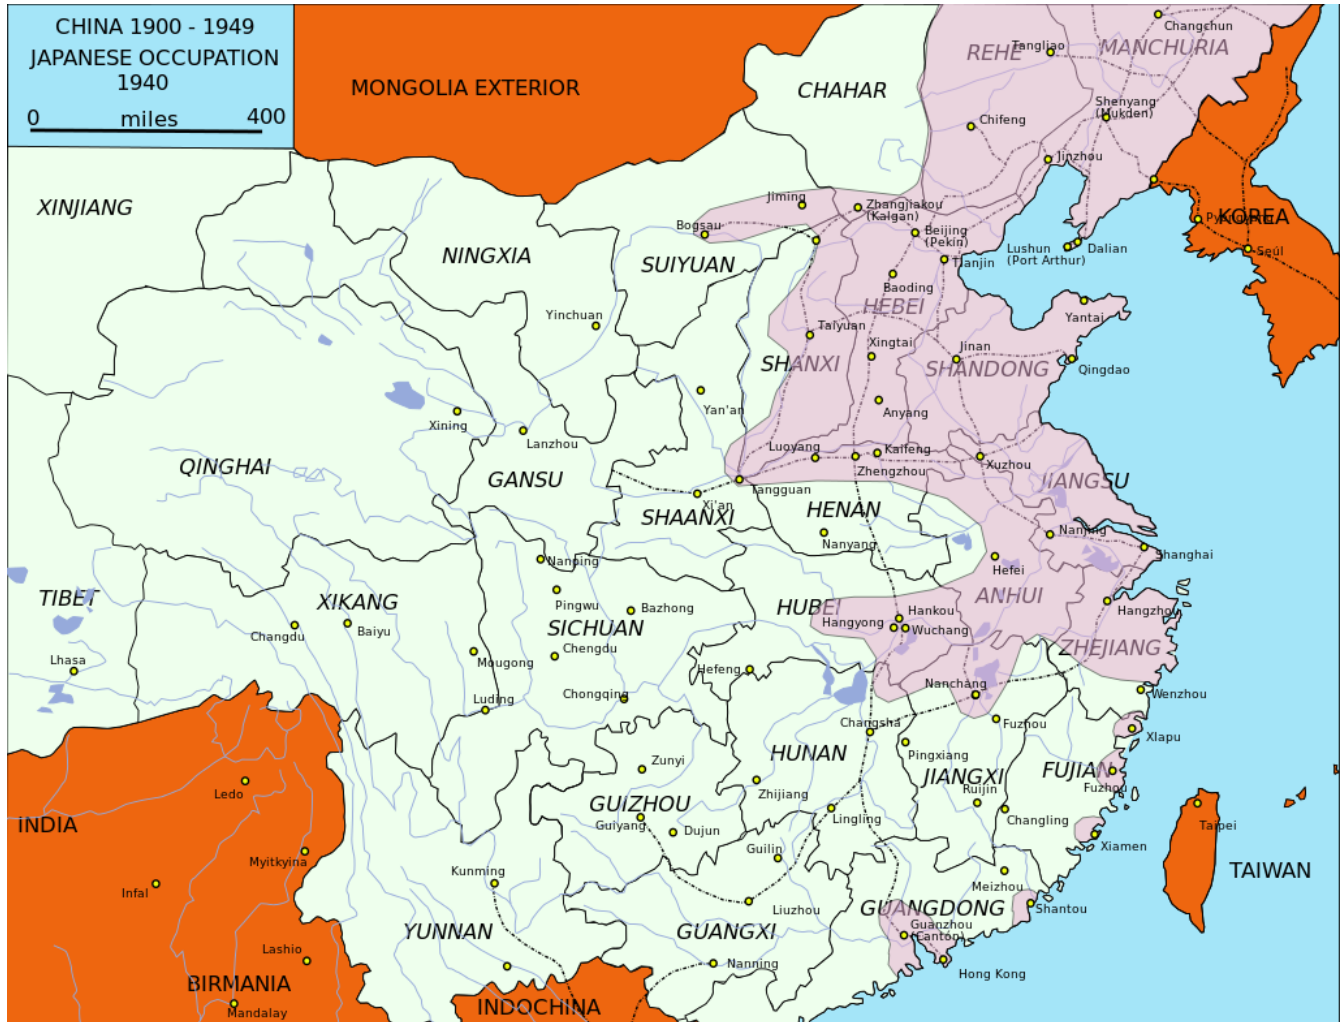 CHINA 1900 - 1949
JAPANESE OCCUPATION
1940
0 miles 400
MONGOLIA EXTERIOR
CHAHAR
REHE
Tangliao
MANCHURIA
Changchun
Shenyang
(Mukden)
Chifeng
Jinzhou
XINJIANG
Jiming
Zhangjiakou
(Kalgan)
Bogsau
Beijing
(Pekín)
KOREA
NINGXIA
SUIYUAN
Tianjin
Lushun
(Port Arthur)
Dalian
Seúl
Baoding
HEBEI
Yinchuan
Taiyuan
Yantai
Xingtai
Jinan
SHANXI
SHANDONG
Qingdao
Yan'an
Anyang
Xining
Lanzhou
Luoyang
Kaifeng
Zhengzhou
Xuzhou
QINGHAI
GANSU
Tangguan
JIANGSU
Xi'an
SHAANXI
HENAN
Nanyang
Nanjing
Shanghai
Nanping
Hefei
TIBET
XIKANG
Pingwu
Bazhong
HUBEI
ANHUI
Hankou
Hangyong
Wuchang
Hangzhou
Changdu
Baiyu
SICHUAN
ZHEJIANG
Lhasa
Mougong
Chengdu
Hefeng
Nanchang
Wenzhou
Luding
Chongqing
Changsha
Fuzhou
Xlapu
HUNAN
Pingxiang
Zunyi
JIANGXI
FUJIAN
Ledo
Zhijiang
Ruijin
Fuzhou
GUIZHOU
Guiyang
Lingling
Changling
INDIA
Dujun
Taipei
Xiamen
Myitkyina
Guilin
Kunming
Meizhou
TAIWAN
Infal
Liuzhou
GUANGDONG
Shantou
YUNNAN
GUANGXI
Guanzhou
(Canton)
Lashio
Nanning
Hong Kong
BIRMANIA
Mandalay
INDOCHINA